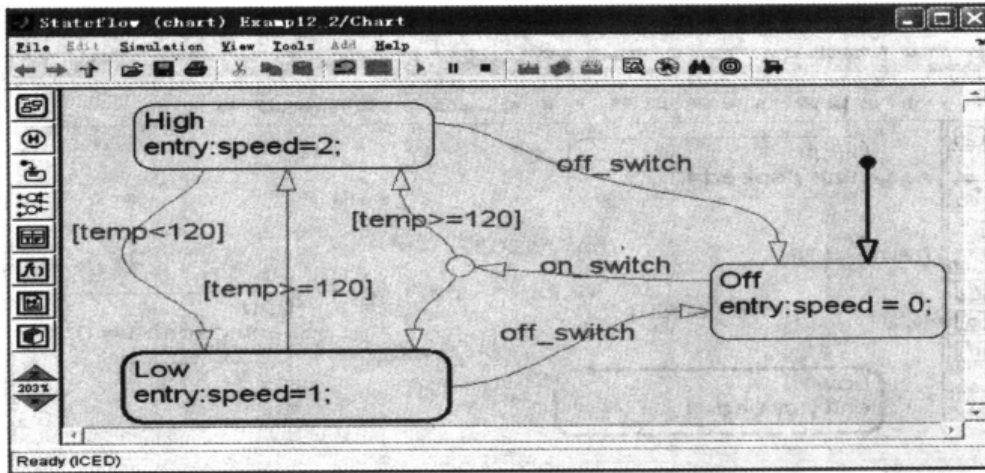 Stateflow (chart) Examp12_2/Chart
File Edit Simulation View Tools Add Help
High
entry:speed=2;
off_switch
[temp<120]
[temp>=120]
[temp>=120]
on_switch
Off
entry:speed = 0;
off_switch
Low
entry:speed=1;
203%
Ready (ICED)